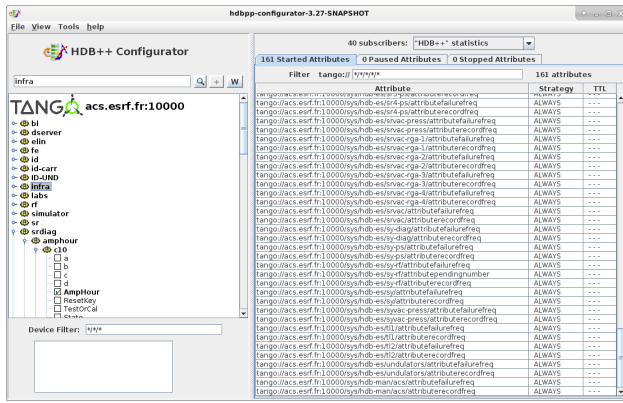 hdbpp-configurator-3.27-SNAPSHOT
File View Tools help
HDB++ Configurator
infra
+ W
TANGO acs.esrf.fr:10000
bl
dserver
elin
fe
id
id-carr
ID-UND
infra
labs
rf
simulator
sr
srdiag
amphour
c10
a
b
c
d
AmpHour
ResetKey
TestOrCal
State
Device Filter: */*/*
40 subscribers: "HDB++" statistics
161 Started Attributes 0 Paused Attributes 0 Stopped Attributes
Filter tango:// */*/*/*/* 161 attributes
Attribute Strategy TTL
tango://acs.esrf.fr:10000/sys/hdb-es/sr3-ps/attributerecordfreq ALWAYS ---
tango://acs.esrf.fr:10000/sys/hdb-es/sr4-ps/attributefailurefreq ALWAYS ---
tango://acs.esrf.fr:10000/sys/hdb-es/sr4-ps/attributerecordfreq ALWAYS ---
tango://acs.esrf.fr:10000/sys/hdb-es/srvac-press/attributefailurefreq ALWAYS ---
tango://acs.esrf.fr:10000/sys/hdb-es/srvac-press/attributerecordfreq ALWAYS ---
tango://acs.esrf.fr:10000/sys/hdb-es/srvac-rga-1/attributefailurefreq ALWAYS ---
tango://acs.esrf.fr:10000/sys/hdb-es/srvac-rga-1/attributerecordfreq ALWAYS ---
tango://acs.esrf.fr:10000/sys/hdb-es/srvac-rga-2/attributefailurefreq ALWAYS ---
tango://acs.esrf.fr:10000/sys/hdb-es/srvac-rga-2/attributerecordfreq ALWAYS ---
tango://acs.esrf.fr:10000/sys/hdb-es/srvac-rga-3/attributefailurefreq ALWAYS ---
tango://acs.esrf.fr:10000/sys/hdb-es/srvac-rga-3/attributerecordfreq ALWAYS ---
tango://acs.esrf.fr:10000/sys/hdb-es/srvac-rga-4/attributefailurefreq ALWAYS ---
tango://acs.esrf.fr:10000/sys/hdb-es/srvac-rga-4/attributerecordfreq ALWAYS ---
tango://acs.esrf.fr:10000/sys/hdb-es/srvac/attributefailurefreq ALWAYS ---
tango://acs.esrf.fr:10000/sys/hdb-es/srvac/attributerecordfreq ALWAYS ---
tango://acs.esrf.fr:10000/sys/hdb-es/sy-diag/attributefailurefreq ALWAYS ---
tango://acs.esrf.fr:10000/sys/hdb-es/sy-diag/attributerecordfreq ALWAYS ---
tango://acs.esrf.fr:10000/sys/hdb-es/sy-ps/attributefailurefreq ALWAYS ---
tango://acs.esrf.fr:10000/sys/hdb-es/sy-ps/attributerecordfreq ALWAYS ---
tango://acs.esrf.fr:10000/sys/hdb-es/sy-rf/attributefailurefreq ALWAYS ---
tango://acs.esrf.fr:10000/sys/hdb-es/sy-rf/attributependingnumber ALWAYS ---
tango://acs.esrf.fr:10000/sys/hdb-es/sy-rf/attributerecordfreq ALWAYS ---
tango://acs.esrf.fr:10000/sys/hdb-es/sy/attributefailurefreq ALWAYS ---
tango://acs.esrf.fr:10000/sys/hdb-es/sy/attributerecordfreq ALWAYS ---
tango://acs.esrf.fr:10000/sys/hdb-es/syvac-press/attributefailurefreq ALWAYS ---
tango://acs.esrf.fr:10000/sys/hdb-es/syvac-press/attributerecordfreq ALWAYS ---
tango://acs.esrf.fr:10000/sys/hdb-es/tl1/attributefailurefreq ALWAYS ---
tango://acs.esrf.fr:10000/sys/hdb-es/tl1/attributerecordfreq ALWAYS ---
tango://acs.esrf.fr:10000/sys/hdb-es/tl2/attributefailurefreq ALWAYS ---
tango://acs.esrf.fr:10000/sys/hdb-es/tl2/attributerecordfreq ALWAYS ---
tango://acs.esrf.fr:10000/sys/hdb-es/undulators/attributefailurefreq ALWAYS ---
tango://acs.esrf.fr:10000/sys/hdb-es/undulators/attributerecordfreq ALWAYS ---
tango://acs.esrf.fr:10000/sys/hdb-man/acs/attributefailurefreq ALWAYS ---
tango://acs.esrf.fr:10000/sys/hdb-man/acs/attributerecordfreq ALWAYS ---